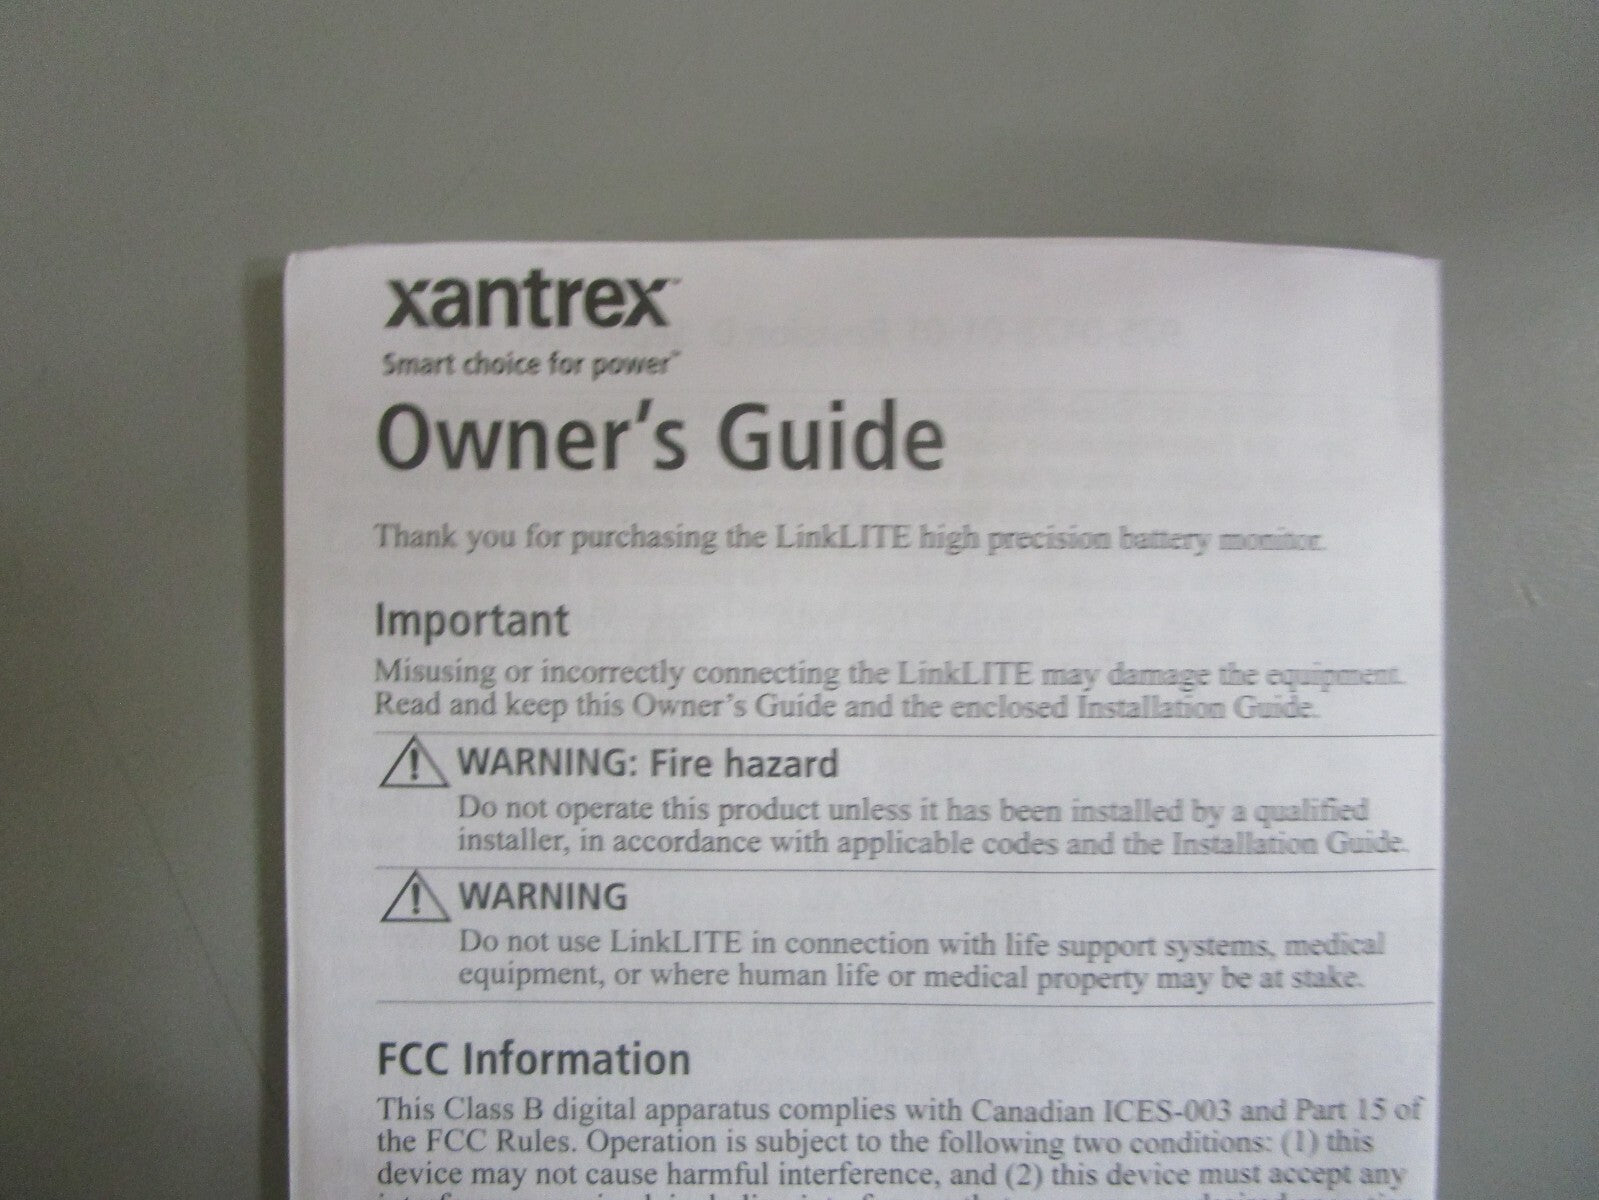 xantrex™
Smart choice for power™
Owner's Guide
Thank you for purchasing the LinkLITE high precision battery monitor.
Important
Misusing or incorrectly connecting the LinkLITE may damage the equipment.
Read and keep this Owner's Guide and the enclosed Installation Guide.
WARNING: Fire hazard
Do not operate this product unless it has been installed by a qualified
installer, in accordance with applicable codes and the Installation Guide.
WARNING
Do not use LinkLITE in connection with life support systems, medical
equipment, or where human life or medical property may be at stake.
FCC Information
This Class B digital apparatus complies with Canadian ICES-003 and Part 15 of
the FCC Rules. Operation is subject to the following two conditions: (1) this
device may not cause harmful interference, and (2) this device must accept any